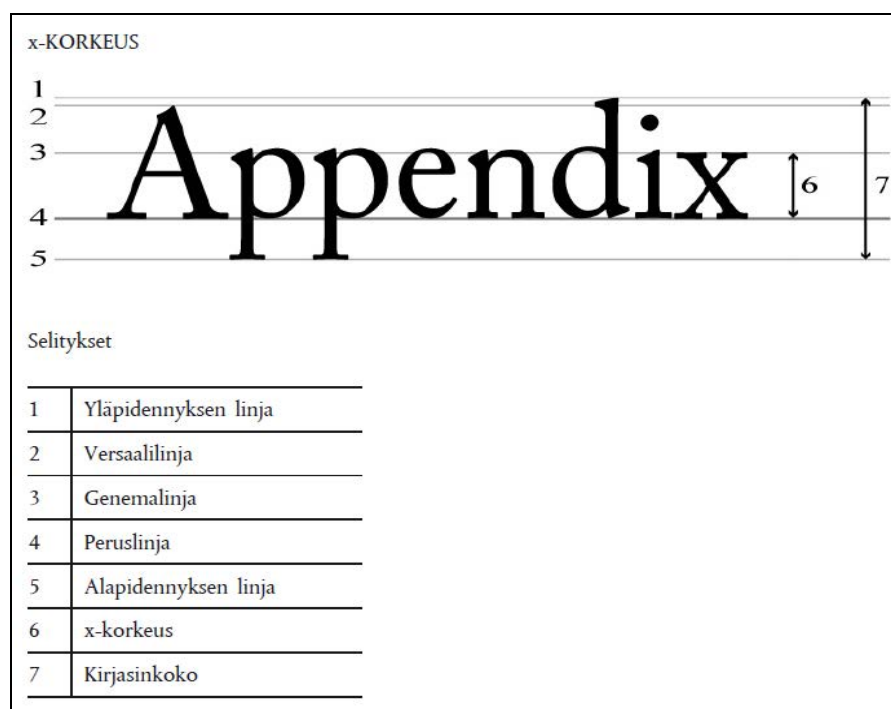 x-KORKEUS
1
2
3
4
5
Appendix
6
7
Selitykset
1 Yläpidennyksen linja
2 Versaalilinja
3 Genemalinja
4 Peruslinja
5 Alapidennyksen linja
6 x-korkeus
7 Kirjasinkoko